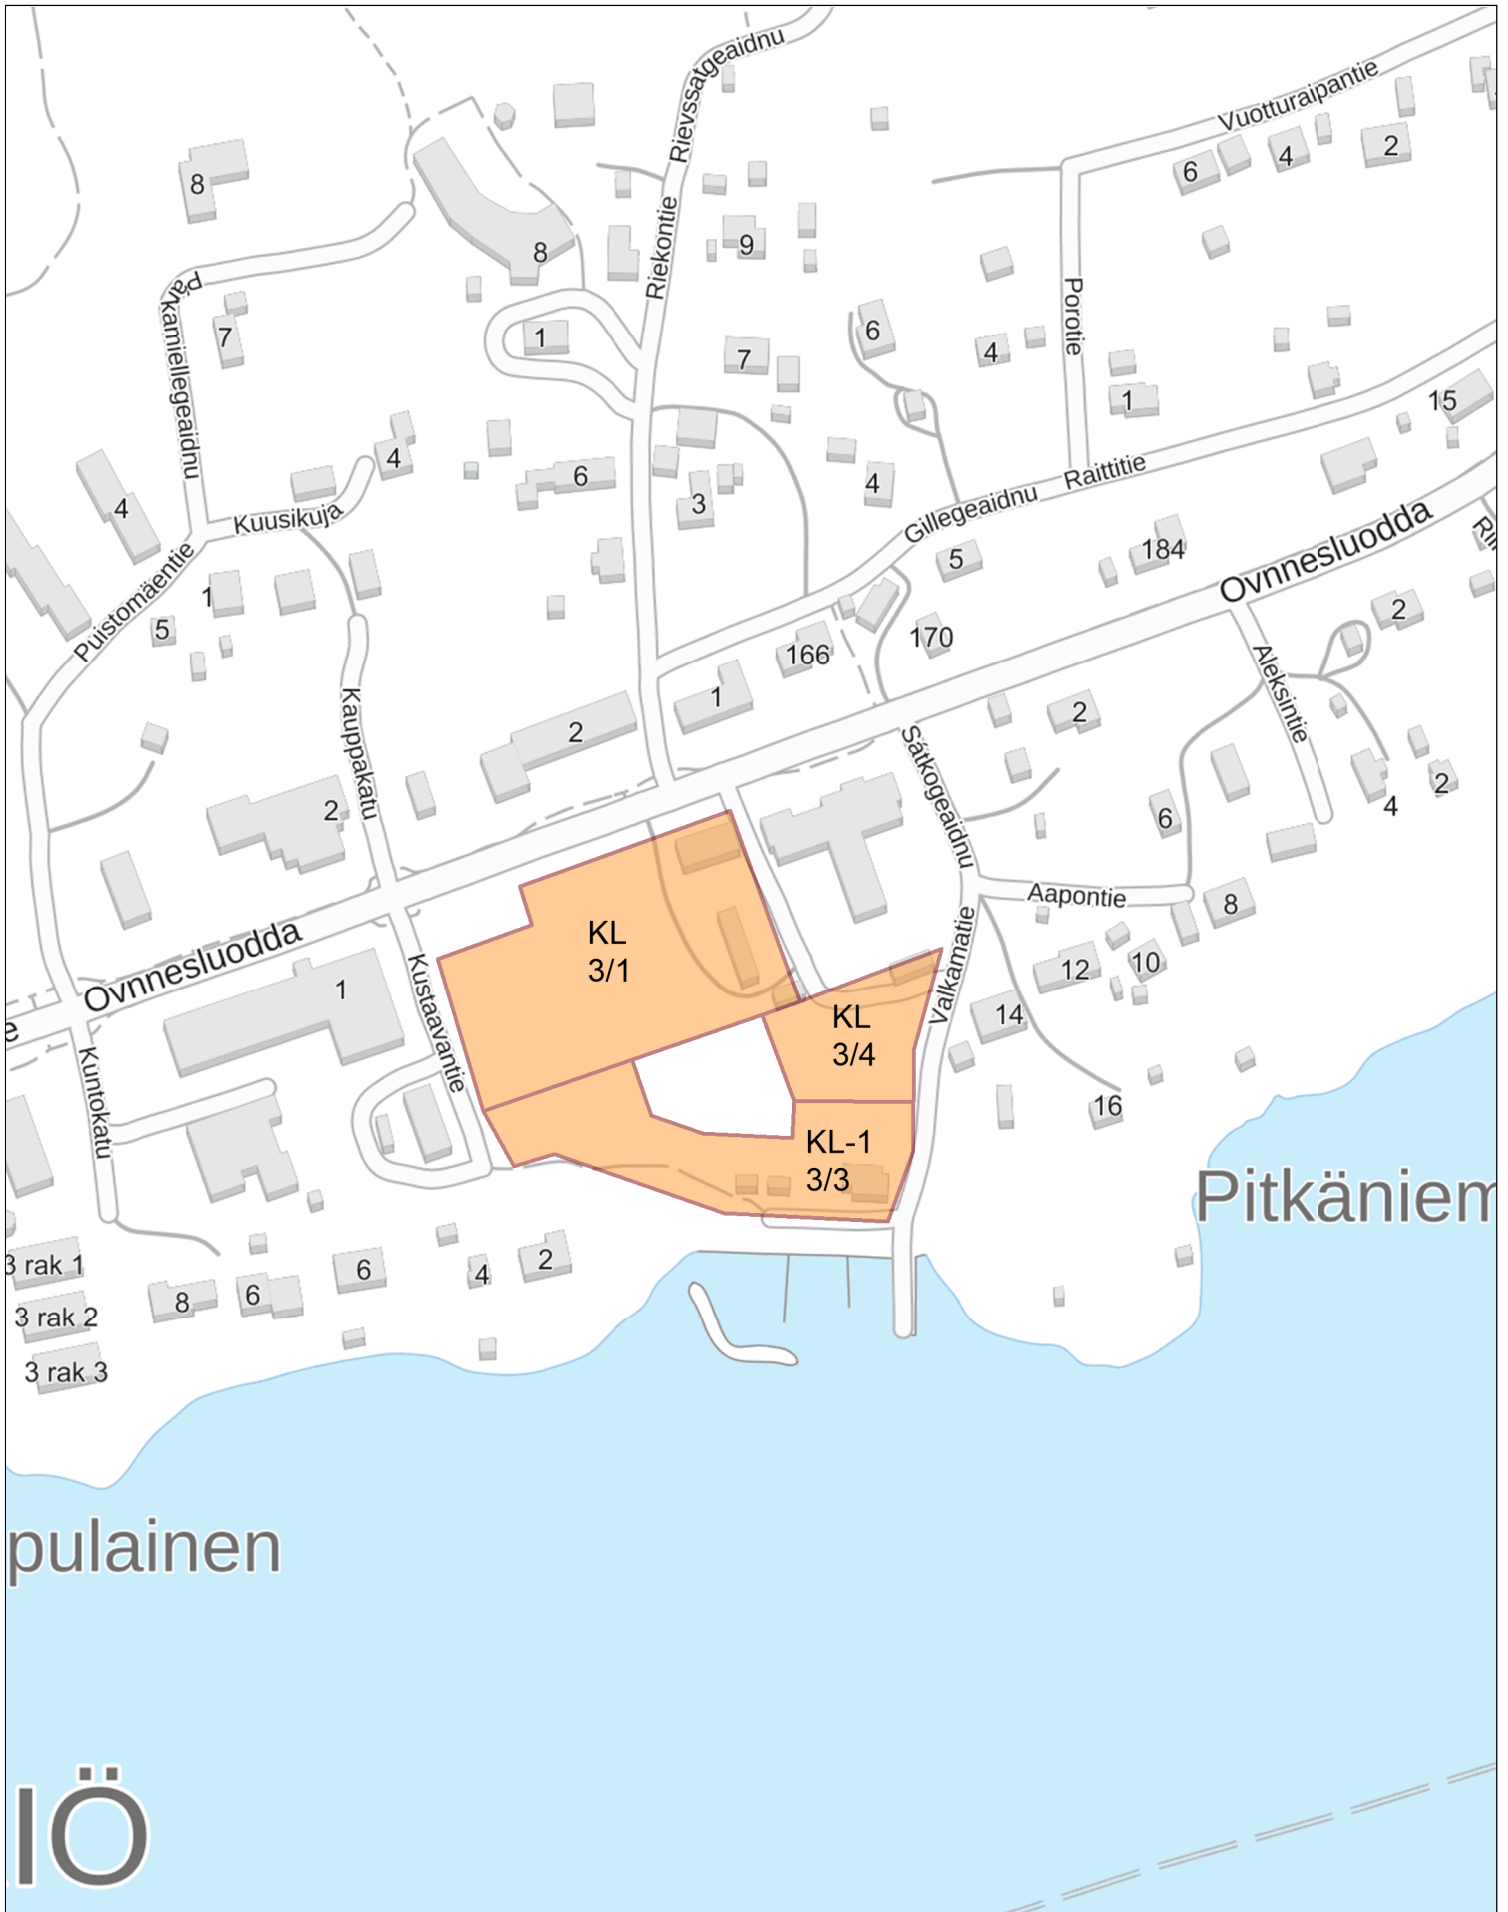 Rievssatgeaidnu
Vuotturaipantie
8
6
4
2
8
Riekontie
9
Parkamiellegeaidnu
7
1
7
6
4
Porotie
1
15
4
6
3
4
Raittitie
4
Kuusikuja
Gillegeaidnu
5
184
Ovnnesluodda
Puistomäentie
1
5
166
170
2
Aleksintie
Kauppakatu
2
1
2
Sátkogeaidnu
2
6
4
2
Aapontie
8
KL
3/1
Ovnnesluodda
1
Kustaavantie
Valkamatie
12
10
KL
3/4
14
Kuntokatu
16
KL-1
3/3
Pitkäniem
3 rak 1
8
6
6
4
2
3 rak 2
3 rak 3
pulainen
IÖ